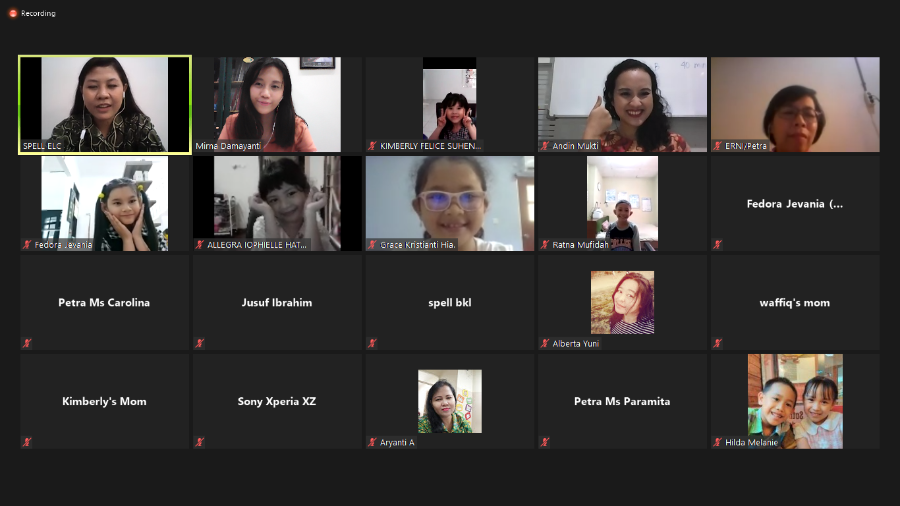 Recording
SPELL ELC
Mirna Damayanti
KIMBERLY FELICE SUHEN...
Andin Mukti
ERNI/Petra
Fedora Jevania
ALLEGRA IOPHIELLE HAT...
Grace Kristianti Hia.
Ratna Mufidah
Fedora Jevania (...
Petra Ms Carolina
Jusuf Ibrahim
spell bkl
Alberta Yuni
waffiq's mom
Kimberly's Mom
Sony Xperia XZ
Aryanti A
Petra Ms Paramita
Hilda Melanie